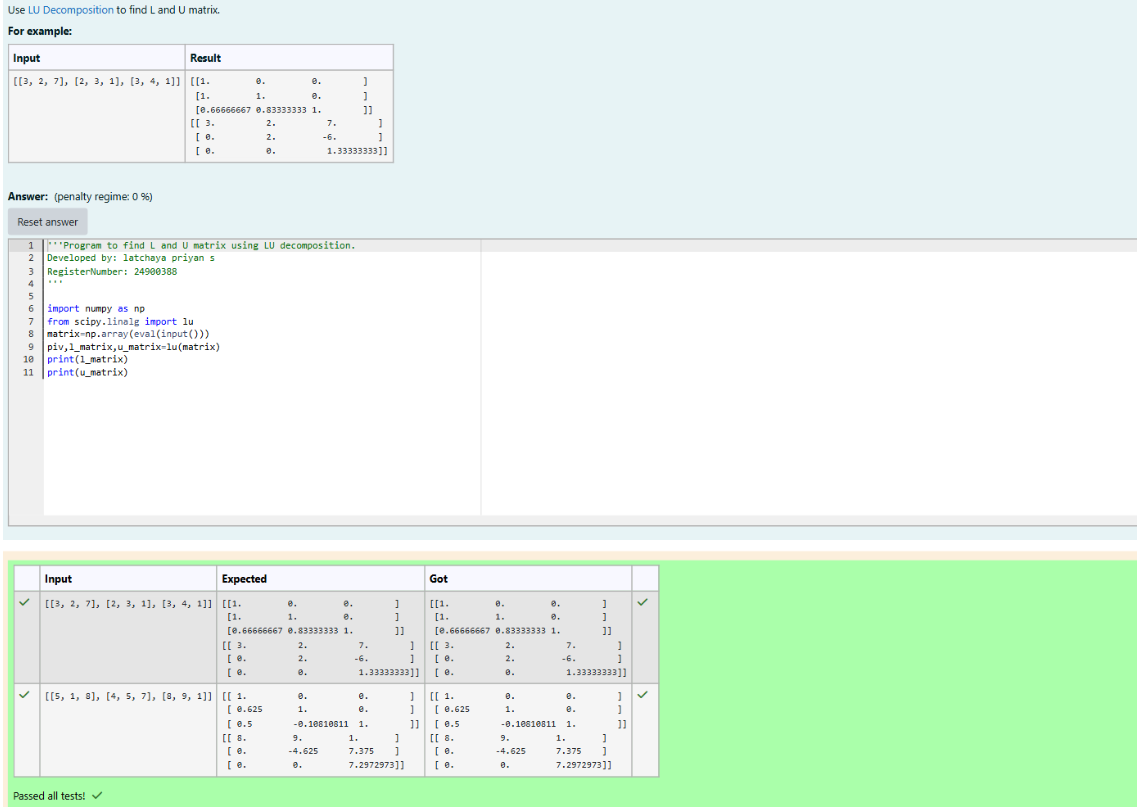 Use LU Decomposition to find L and U matrix.
For example:
Input Result
[[3, 2, 7], [2, 3, 1], [3, 4, 1]] [[1. 0. 0. ]
[1. 1. 0. ]
[0.66666667 0.83333333 1. ]]
[[ 3. 2. 7. ]
[ 0. 2. -6. ]
[ 0. 0. 1.33333333]]
Answer: (penalty regime: 0 %)
Reset answer
1 '''Program to find L and U matrix using LU decomposition.
2 Developed by: latchaya priyan s
3 RegisterNumber: 24900388
4 '''
5
6 import numpy as np
7 from scipy.linalg import lu
8 matrix=np.array(eval(input()))
9 piv,l_matrix,u_matrix=lu(matrix)
10 print(l_matrix)
11 print(u_matrix)
Input Expected Got
[[3, 2, 7], [2, 3, 1], [3, 4, 1]] [[1. 0. 0. ] [[1. 0. 0. ]
[1. 1. 0. ] [1. 1. 0. ]
[0.66666667 0.83333333 1. ]] [0.66666667 0.83333333 1. ]]
[[ 3. 2. 7. ] [[ 3. 2. 7. ]
[ 0. 2. -6. ] [ 0. 2. -6. ]
[ 0. 0. 1.33333333]] [ 0. 0. 1.33333333]]
[[5, 1, 8], [4, 5, 7], [8, 9, 1]] [[ 1. 0. 0. ] [[ 1. 0. 0. ]
[ 0.625 1. 0. ] [ 0.625 1. 0. ]
[ 0.5 -0.10810811 1. ]] [ 0.5 -0.10810811 1. ]]
[[ 8. 9. 1. ] [[ 8. 9. 1. ]
[ 0. -4.625 7.375 ] [ 0. -4.625 7.375 ]
[ 0. 0. 7.2972973]] [ 0. 0. 7.2972973]]
Passed all tests!